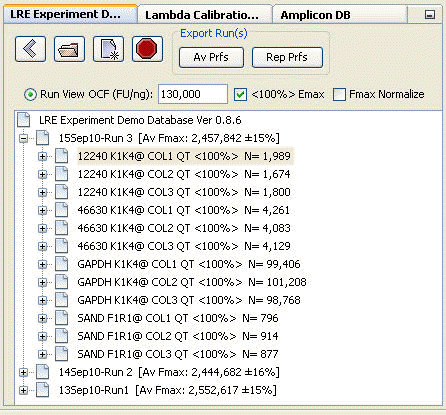 LRE Experiment D... Lambda Calibratio... Amplicon DB
Export Run(s)
Av Prfs Rep Prfs
Run View OCF (FU/ng): 130,000 <100%> Emax Fmax Normalize
LRE Experiment Demo Database Ver 0.8.6
15Sep10-Run 3 [Av Fmax: 2,457,842 ±15%]
12240 K1K4@ COL1 QT <100%> N= 1,989
12240 K1K4@ COL2 QT <100%> N= 1,674
12240 K1K4@ COL3 QT <100%> N= 1,800
46630 K1K4@ COL1 QT <100%> N= 4,261
46630 K1K4@ COL2 QT <100%> N= 4,083
46630 K1K4@ COL3 QT <100%> N= 4,129
GAPDH K1K4@ COL1 QT <100%> N= 99,406
GAPDH K1K4@ COL2 QT <100%> N= 101,208
GAPDH K1K4@ COL3 QT <100%> N= 98,768
SAND F1R1@ COL1 QT <100%> N= 796
SAND F1R1@ COL2 QT <100%> N= 914
SAND F1R1@ COL3 QT <100%> N= 877
14Sep10-Run 2 [Av Fmax: 2,444,682 ±16%]
13Sep10-Run1 [Av Fmax: 2,552,617 ±15%]